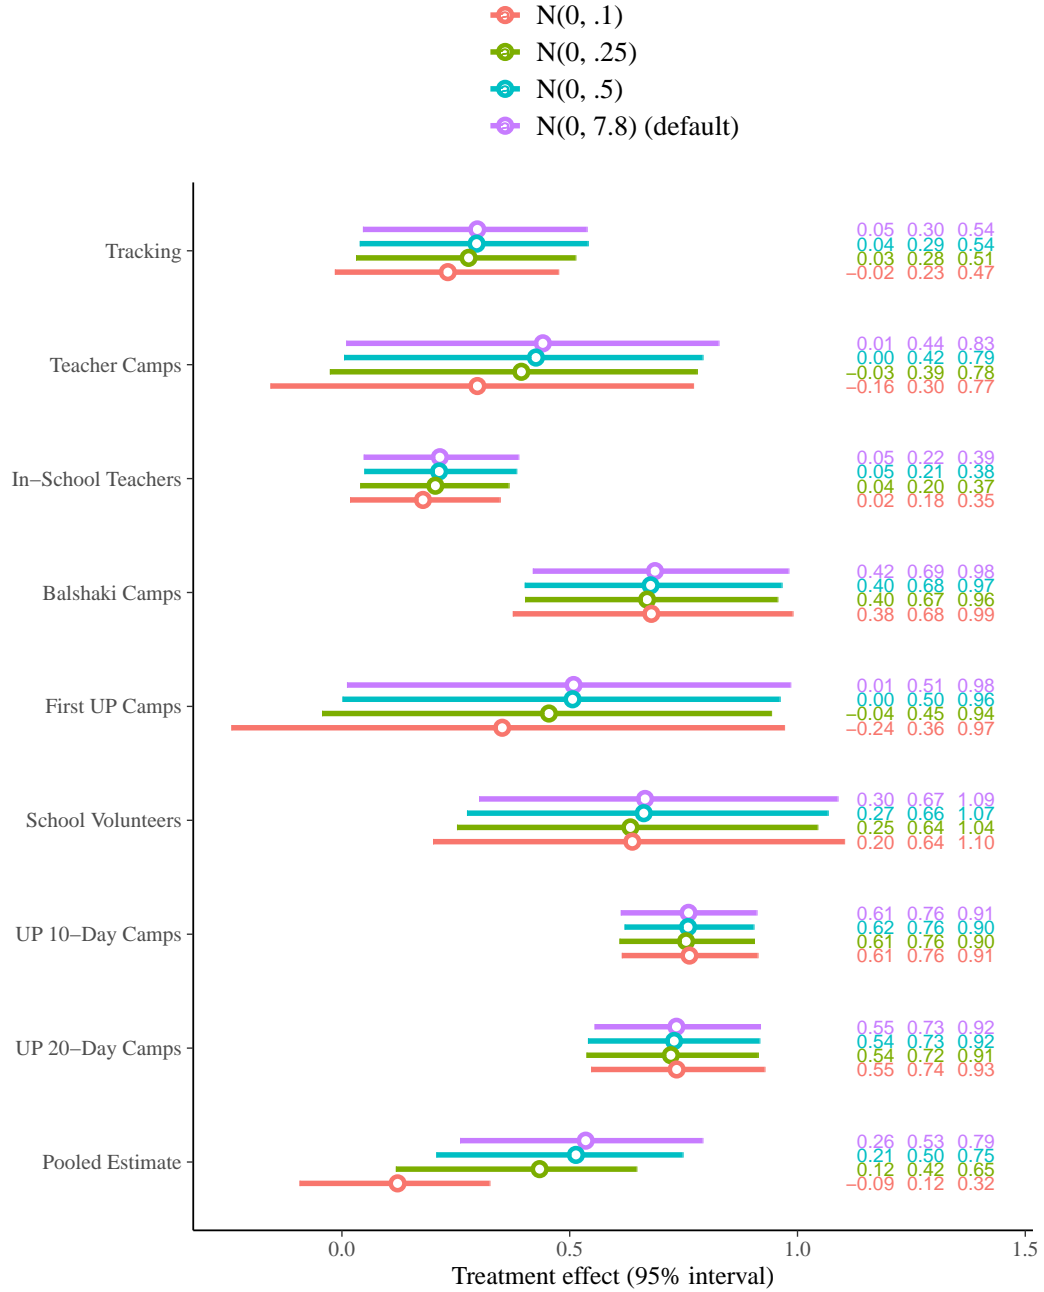 N(0, .1)
N(0, .25)
N(0, .5)
N(0, 7.8) (default)
Tracking
0.05 0.30 0.54
0.04 0.29 0.54
0.03 0.28 0.51
−0.02 0.23 0.47
Teacher Camps
0.01 0.44 0.83
0.00 0.42 0.79
−0.03 0.39 0.78
−0.16 0.30 0.77
In−School Teachers
0.05 0.22 0.39
0.05 0.21 0.38
0.04 0.20 0.37
0.02 0.18 0.35
Balshaki Camps
0.42 0.69 0.98
0.40 0.68 0.97
0.40 0.67 0.96
0.38 0.68 0.99
First UP Camps
0.01 0.51 0.98
0.00 0.50 0.96
−0.04 0.45 0.94
−0.24 0.36 0.97
School Volunteers
0.30 0.67 1.09
0.27 0.66 1.07
0.25 0.64 1.04
0.20 0.64 1.10
UP 10−Day Camps
0.61 0.76 0.91
0.62 0.76 0.90
0.61 0.76 0.90
0.61 0.76 0.91
UP 20−Day Camps
0.55 0.73 0.92
0.54 0.73 0.92
0.54 0.72 0.91
0.55 0.74 0.93
Pooled Estimate
0.26 0.53 0.79
0.21 0.50 0.75
0.12 0.42 0.65
−0.09 0.12 0.32
0.0 0.5 1.0 1.5
Treatment effect (95% interval)